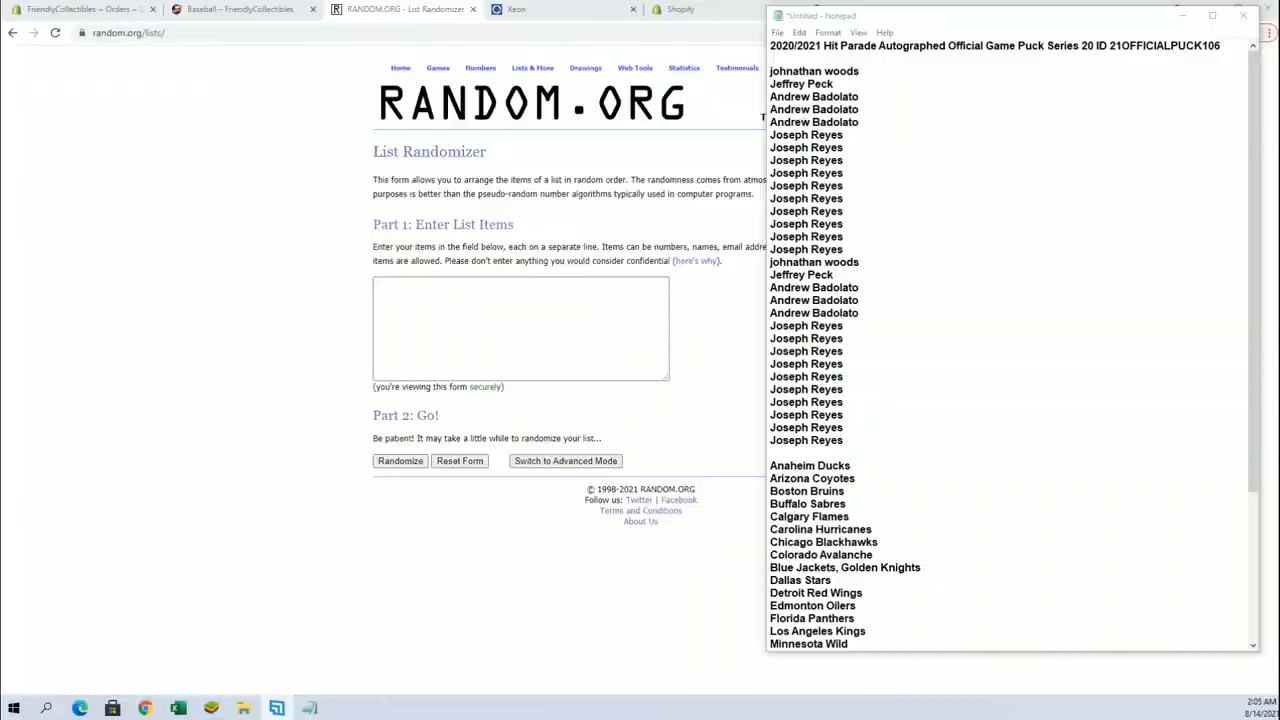 FriendlyCollectibles ~ Orders ~ S
Baseball – FriendlyCollectibles
RANDOM.ORG - List Randomizer
Xeon
Shopify
random.org/lists/
Home Games Numbers Lists & More Drawings Web Tools Statistics Testimonials
RANDOM.ORG
T
List Randomizer
This form allows you to arrange the items of a list in random order. The randomness comes from atmos
purposes is better than the pseudo-random number algorithms typically used in computer programs.
Part 1: Enter List Items
Enter your items in the field below, each on a separate line. Items can be numbers, names, email addre
items are allowed. Please don't enter anything you would consider confidential (here's why).
(you're viewing this form securely)
Part 2: Go!
Be patient! It may take a little while to randomize your list...
Randomize Reset Form Switch to Advanced Mode
© 1998-2021 RANDOM.ORG
Follow us: Twitter | Facebook
Terms and Conditions
About Us
*Untitled - Notepad
File Edit Format View Help
2020/2021 Hit Parade Autographed Official Game Puck Series 20 ID 21OFFICIALPUCK106
johnathan woods
Jeffrey Peck
Andrew Badolato
Andrew Badolato
Andrew Badolato
Joseph Reyes
Joseph Reyes
Joseph Reyes
Joseph Reyes
Joseph Reyes
Joseph Reyes
Joseph Reyes
Joseph Reyes
Joseph Reyes
Joseph Reyes
johnathan woods
Jeffrey Peck
Andrew Badolato
Andrew Badolato
Andrew Badolato
Joseph Reyes
Joseph Reyes
Joseph Reyes
Joseph Reyes
Joseph Reyes
Joseph Reyes
Joseph Reyes
Joseph Reyes
Joseph Reyes
Joseph Reyes
Anaheim Ducks
Arizona Coyotes
Boston Bruins
Buffalo Sabres
Calgary Flames
Carolina Hurricanes
Chicago Blackhawks
Colorado Avalanche
Blue Jackets, Golden Knights
Dallas Stars
Detroit Red Wings
Edmonton Oilers
Florida Panthers
Los Angeles Kings
Minnesota Wild
2:05 AM
8/14/202